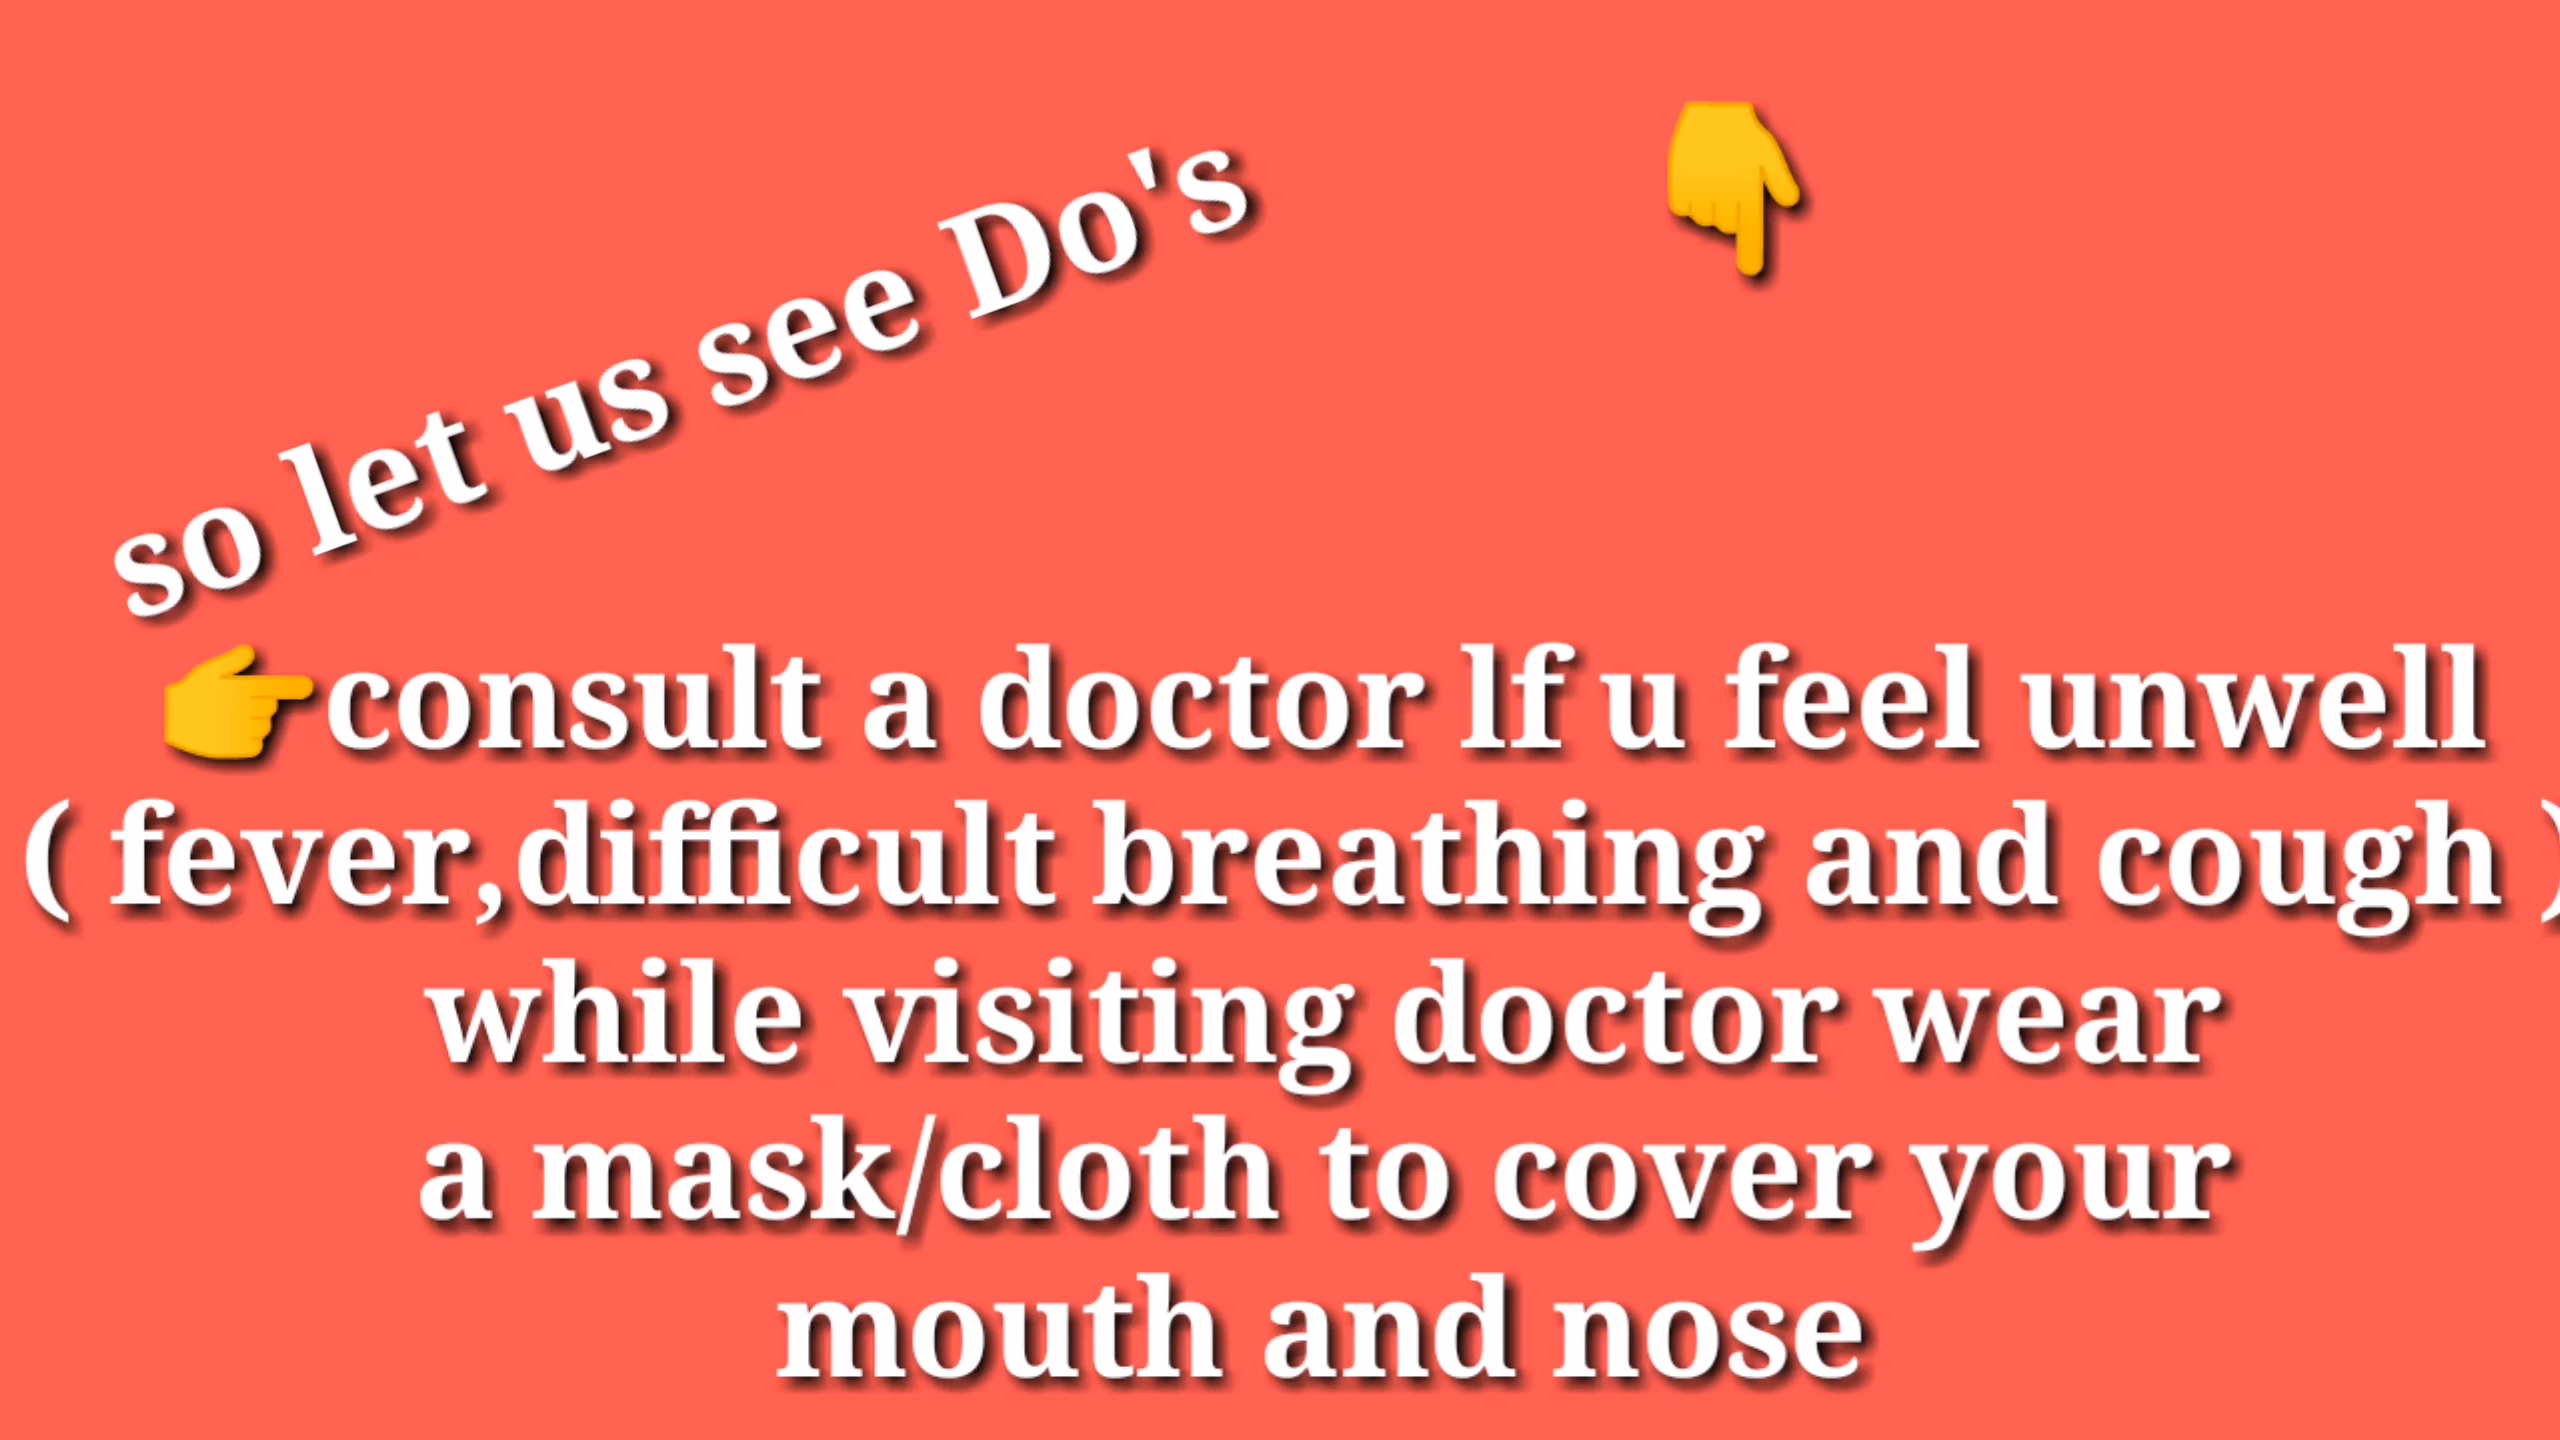 so let us see Do's
👇
👉consult a doctor lf u feel unwell
( fever,difficult breathing and cough )
while visiting doctor wear
a mask/cloth to cover your
mouth and nose